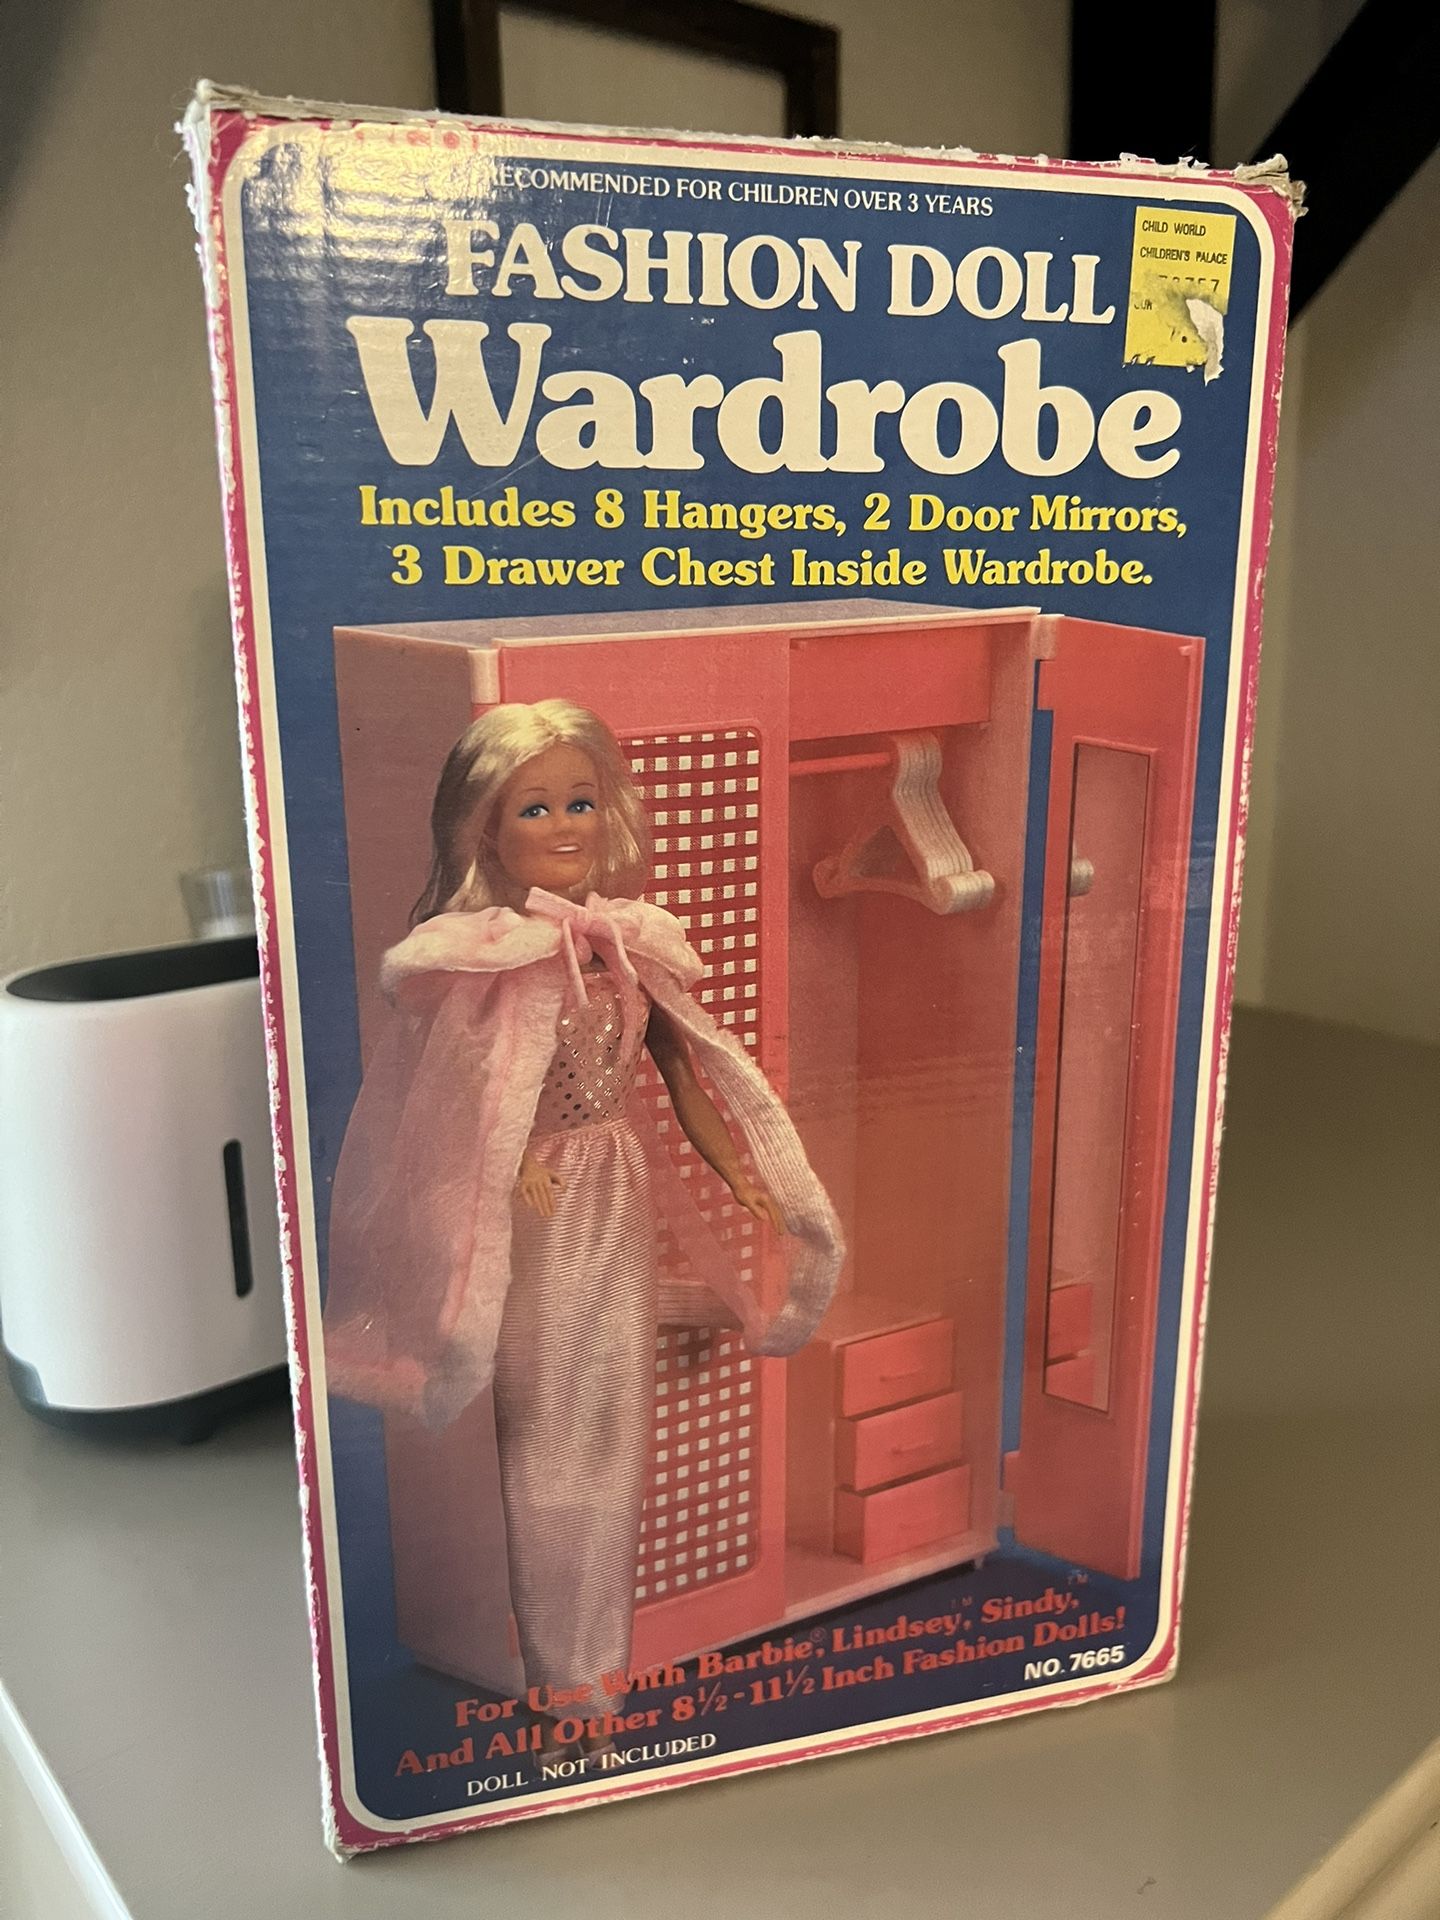 RECOMMENDED FOR CHILDREN OVER 3 YEARS
CHILD WORLD
CHILDREN'S PALACE
FASHION DOLL
Wardrobe
Includes 8 Hangers, 2 Door Mirrors,
3 Drawer Chest Inside Wardrobe.
For Use With Barbie,® Lindsey,™ Sindy,™
And All Other 8½-11½ Inch Fashion Dolls!
NO. 7665
DOLL NOT INCLUDED